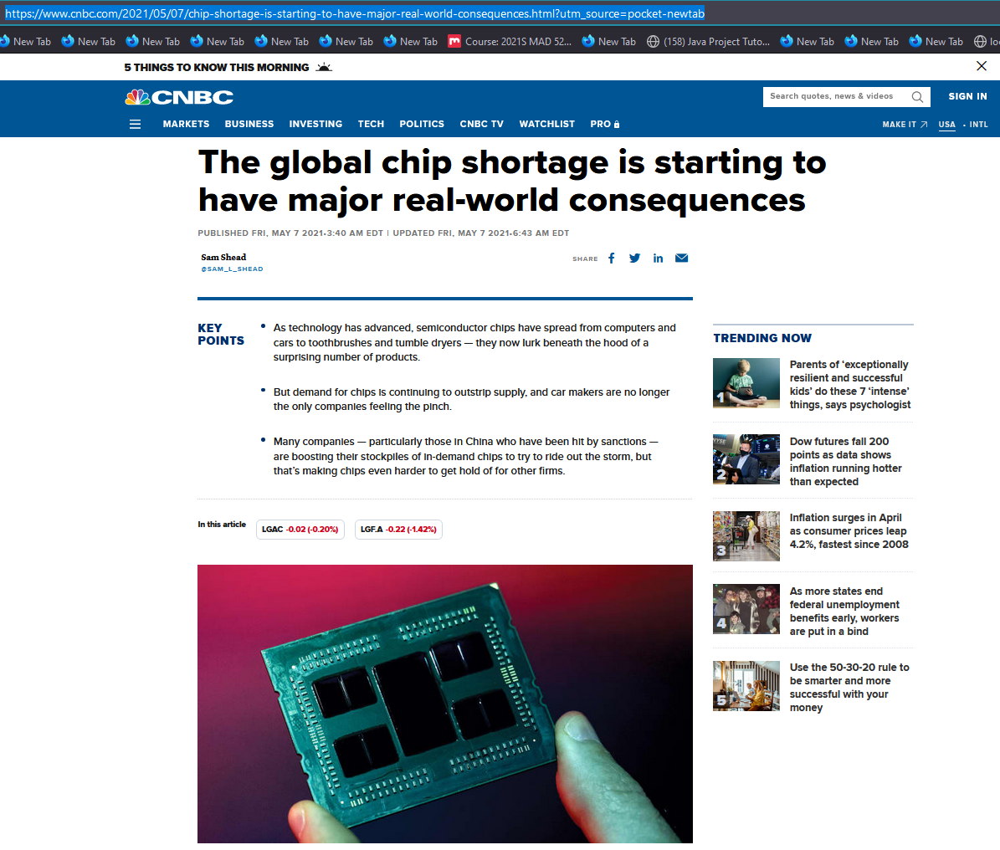 https://www.cnbc.com/2021/05/07/chip-shortage-is-starting-to-have-major-real-world-consequences.html?utm_source=pocket-newtab
New Tab New Tab New Tab New Tab New Tab New Tab New Tab Course: 2021S MAD 52... New Tab (158) Java Project Tuto... New Tab New Tab New Tab lo
5 THINGS TO KNOW THIS MORNING
CNBC
Search quotes, news & videos
SIGN IN
MARKETS BUSINESS INVESTING TECH POLITICS CNBC TV WATCHLIST PRO
MAKE IT USA • INTL
The global chip shortage is starting to
have major real-world consequences
PUBLISHED FRI, MAY 7 2021•3:40 AM EDT | UPDATED FRI, MAY 7 2021•6:43 AM EDT
Sam Shead
@SAM_L_SHEAD
SHARE
KEY
POINTS
• As technology has advanced, semiconductor chips have spread from computers and
cars to toothbrushes and tumble dryers — they now lurk beneath the hood of a
surprising number of products.
• But demand for chips is continuing to outstrip supply, and car makers are no longer
the only companies feeling the pinch.
• Many companies — particularly those in China who have been hit by sanctions —
are boosting their stockpiles of in-demand chips to try to ride out the storm, but
that's making chips even harder to get hold of for other firms.
In this article
LGAC -0.02 (-0.20%)
LGF.A -0.22 (-1.42%)
TRENDING NOW
1
Parents of ‘exceptionally
resilient and successful
kids’ do these 7 ‘intense’
things, says psychologist
2
Dow futures fall 200
points as data shows
inflation running hotter
than expected
3
Inflation surges in April
as consumer prices leap
4.2%, fastest since 2008
4
As more states end
federal unemployment
benefits early, workers
are put in a bind
5
Use the 50-30-20 rule to
be smarter and more
successful with your
money